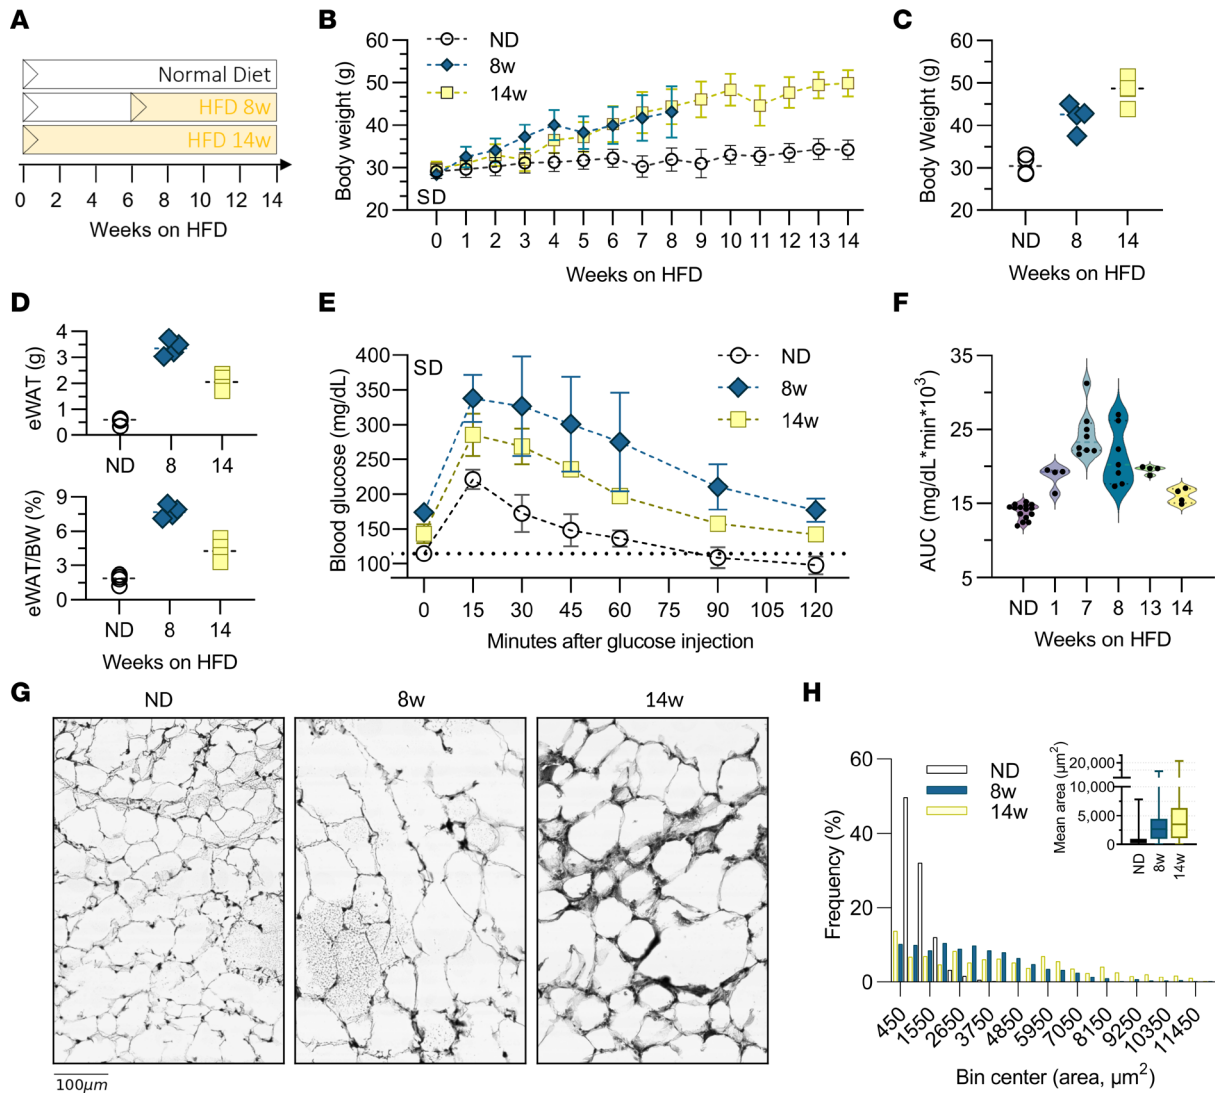 A
Normal Diet
HFD 8w
HFD 14w
0 2 4 6 8 10 12 14
Weeks on HFD
B
ND
8w
14w
Body weight (g)
60
50
40
30
20
SD
0 1 2 3 4 5 6 7 8 9 10 11 12 13 14
Weeks on HFD
C
Body Weight (g)
60
50
40
30
20
ND 8 14
Weeks on HFD
D
eWAT (g)
4
3
2
1
0
ND 8 14
eWAT/BW (%)
9
6
3
0
ND 8 14
Weeks on HFD
E
Blood glucose (mg/dL)
400
350
300
250
200
150
100
SD
ND
8w
14w
0 15 30 45 60 75 90 105 120
Minutes after glucose injection
F
AUC (mg/dL*min*10³)
35
25
15
5
ND 1 7 8 13 14
Weeks on HFD
G
ND 8w 14w
100μm
H
Frequency (%)
60
40
20
0
ND
8w
14w
Mean area (μm²)
20,000
10,000
5,000
0
ND 8w 14w
450 1550 2650 3750 4850 5950 7050 8150 9250 10350 11450
Bin center (area, μm²)